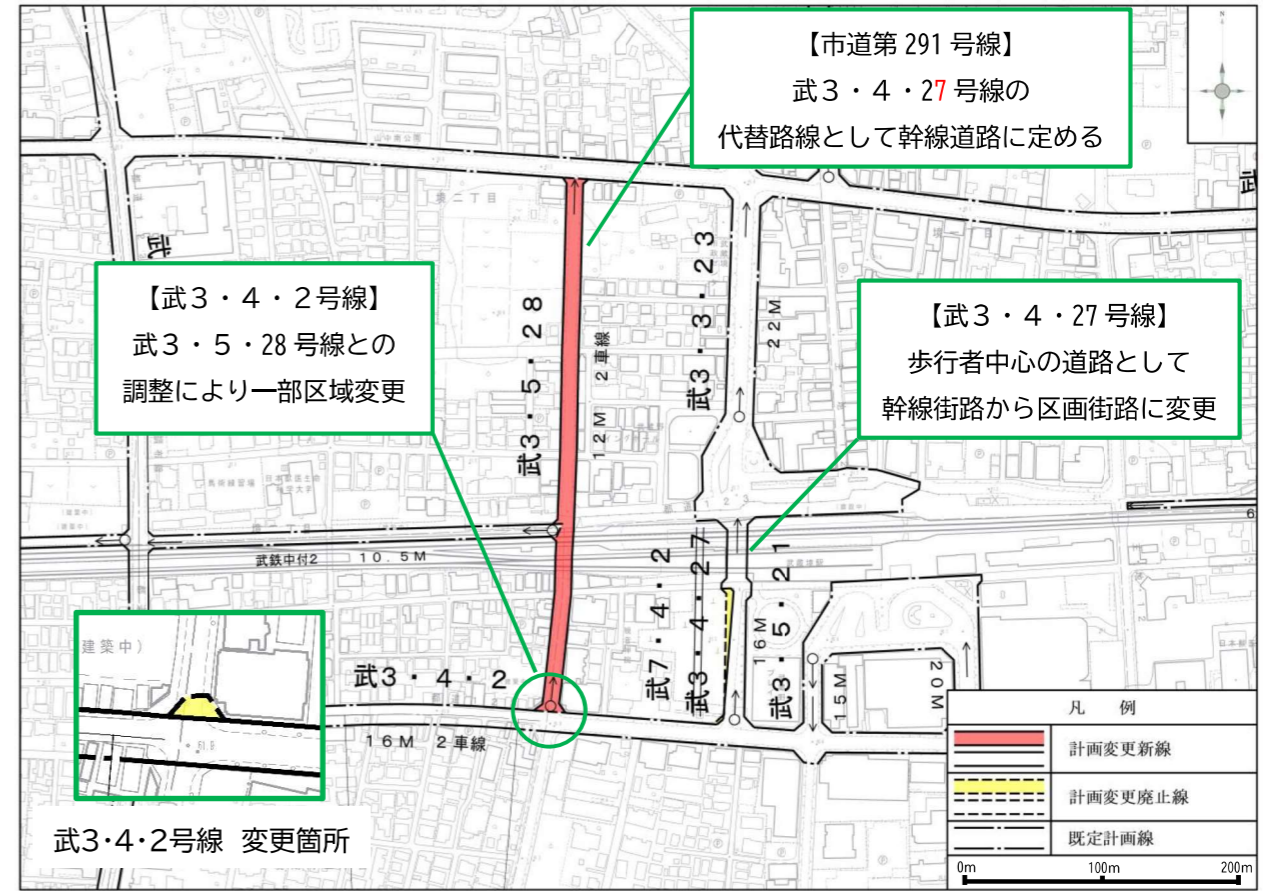 【市道第291号線】
武３・４・27号線の
代替路線として幹線道路に定める
N
【武３・４・２号線】
武３・５・28号線との
調整により一部区域変更
【武３・４・27号線】
歩行者中心の道路として
幹線街路から区画街路に変更
武
武
境二丁目
武３・５・２８
１２Ｍ ２車線
武３・３・２３
２２Ｍ
武鉄中付2 １０．５Ｍ
6
武７・４・２
武３・４・２７
１６Ｍ
武３・５・２１
１５Ｍ
２０Ｍ
建築中）
武３・４・２
１６Ｍ ２車線
武3・4・2号線 変更箇所
凡 例
計画変更新線
計画変更廃止線
既定計画線
0m 100m 200m